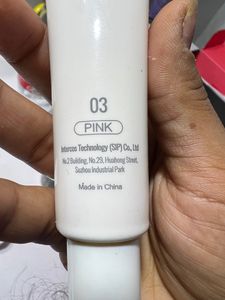 03
PINK
Intercos Technology (SIP) Co., Ltd
No.2 Building, No.29, Huahong Street,
Suzhou Industrial Park
Made in China